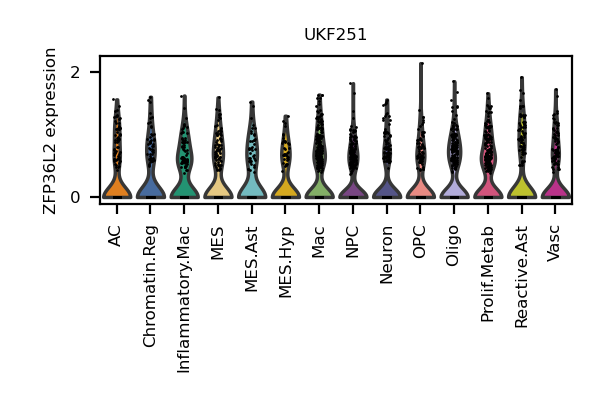 UKF251
ZFP36L2 expression
2
0
AC
Chromatin.Reg
Inflammatory.Mac
MES
MES.Ast
MES.Hyp
Mac
NPC
Neuron
OPC
Oligo
Prolif.Metab
Reactive.Ast
Vasc